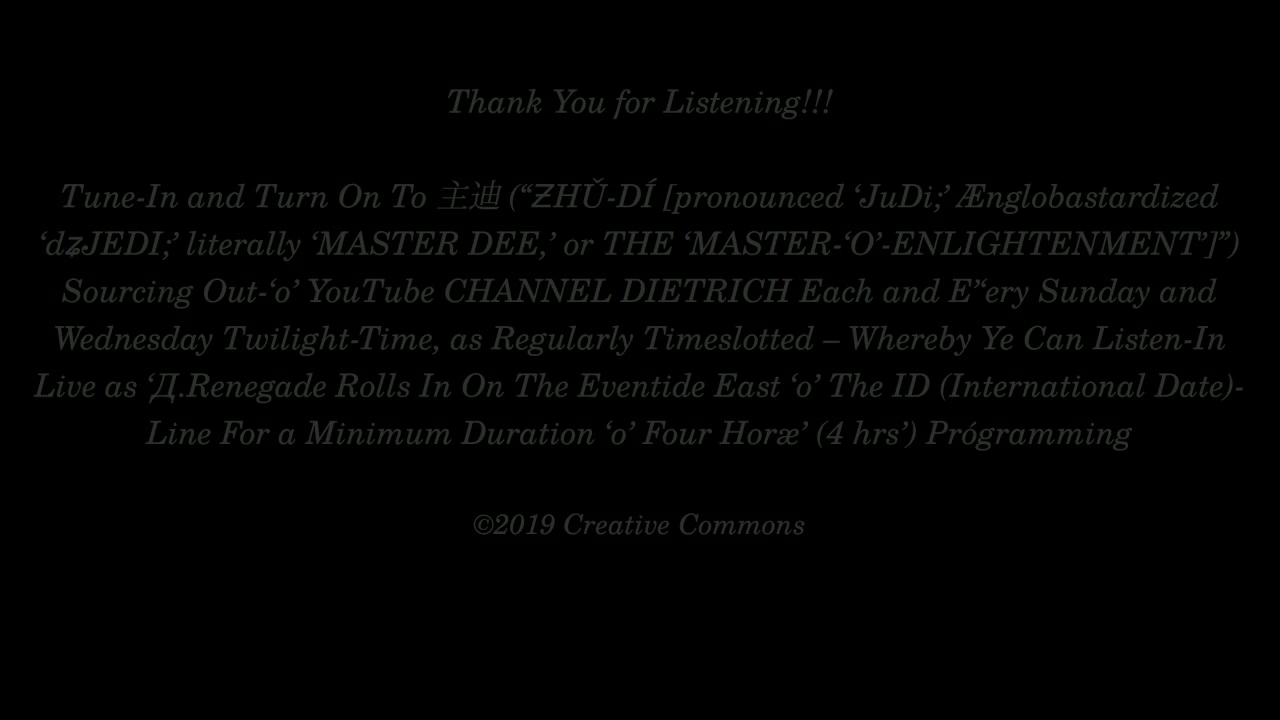 Thank You for Listening!!!
Tune-In and Turn On To 主迪 (“ƵHǓ-DÍ [pronounced ‘JuDi;’ Ænglobastardized
‘dʑJEDI;’ literally ‘MASTER DEE,’ or THE ‘MASTER-‘O’-ENLIGHTENMENT’]”)
Sourcing Out-‘o’ YouTube CHANNEL DIETRICH Each and E’‘ery Sunday and
Wednesday Twilight-Time, as Regularly Timeslotted – Whereby Ye Can Listen-In
Live as ‘Д.Renegade Rolls In On The Eventide East ‘o’ The ID (International Date)-
Line For a Minimum Duration ‘o’ Four Horæ’ (4 hrs’) Prógramming
©2019 Creative Commons